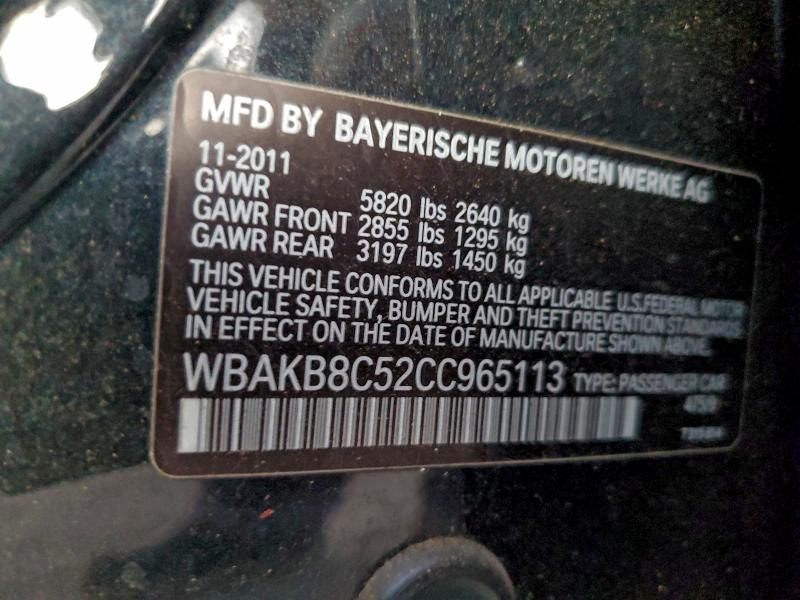 MFD BY BAYERISCHE MOTOREN WERKE AG
11-2011
GVWR 5820 lbs 2640 kg
GAWR FRONT 2855 lbs 1295 kg
GAWR REAR 3197 lbs 1450 kg
THIS VEHICLE CONFORMS TO ALL APPLICABLE U.S.FEDERAL MOTOR
VEHICLE SAFETY, BUMPER AND THEFT PREVENTION STANDARDS
IN EFFECT ON THE DATE OF MANUFACTURE SHOWN ABOVE.
WBAKB8C52CC965113 TYPE: PASSENGER CAR